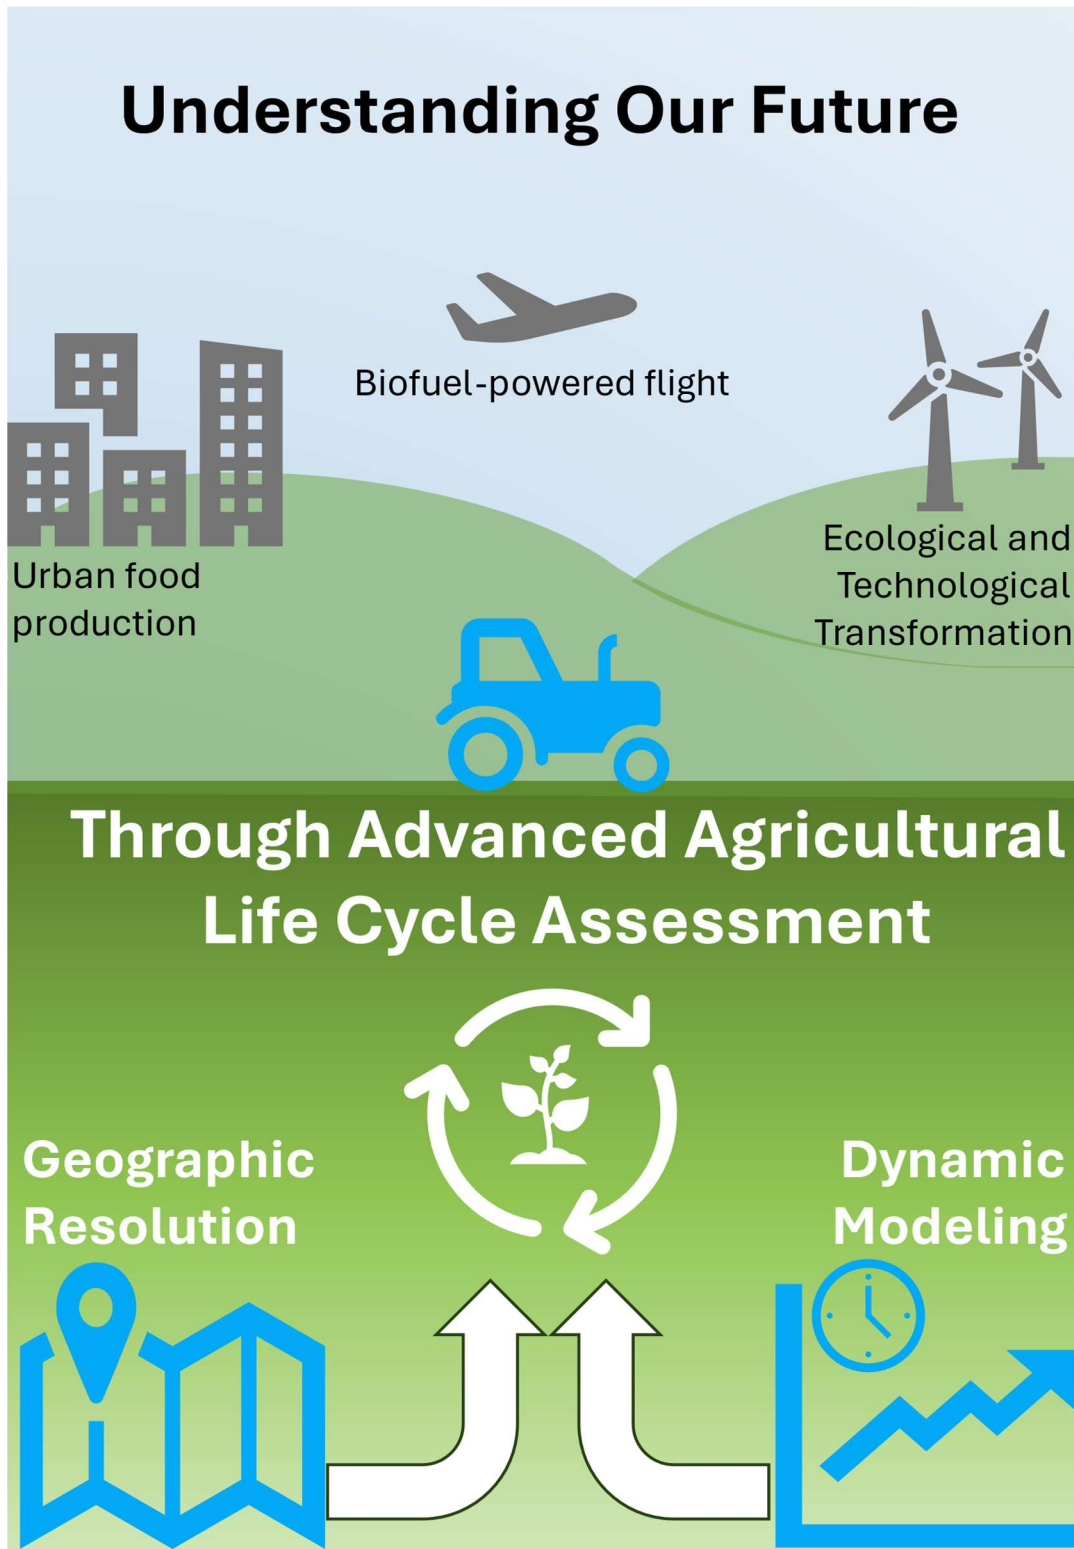 Understanding Our Future
Biofuel-powered flight
Urban food
production
Ecological and
Technological
Transformation
Through Advanced Agricultural
Life Cycle Assessment
Geographic
Resolution
Dynamic
Modeling